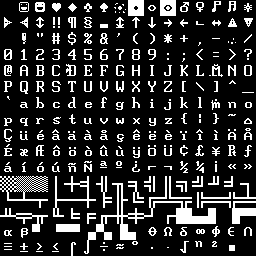 ☺☻♥♦♣♠•◘○◙♂♀♪♫☼
►◄↕‼¶§▬↨↑↓→←∟↔▲▼
! " # $ % & ' ( ) * + , - . /
0 1 2 3 4 5 6 7 8 9 : ; < = > ?
@ A B C D E F G H I J K L M N O
P Q R S T U V W X Y Z [ \ ] ^ _
` a b c d e f g h i j k l m n o
p q r s t u v w x y z { ¦ } ~ ⌂
Ç ü é â ä à å ç ê ë è ï î ì Ä Å
É æ Æ ô ö ò û ù ÿ Ö Ü ¢ £ ¥ ₧ ƒ
á í ó ú ñ Ñ ª º ¿ ⌐ ¬ ½ ¼ ¡ « »
α ß Γ π Σ σ µ τ Φ Θ Ω δ ∞ φ ε ∩
≡ ± ≥ ≤ ⌠ ⌡ ÷ ≈ ° ∙ · √ ⁿ ² ■